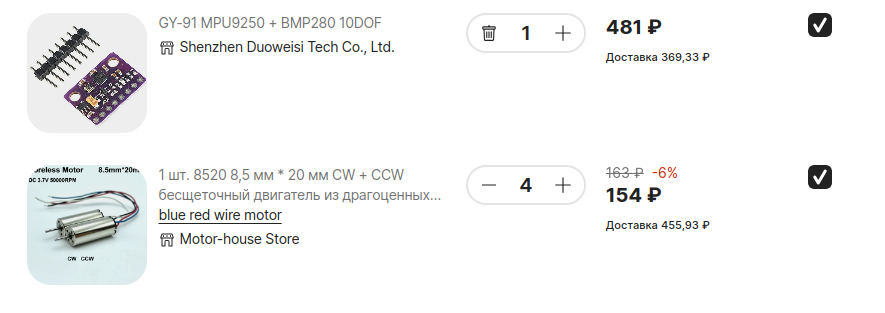 GY-91 MPU9250 + BMP280 10DOF
Shenzhen Duoweisi Tech Co., Ltd.
1
481 ₽
Доставка 369,33 ₽
oreless Motor 8.5mm*20m
DC 3.7V 50000RPM
CW CCW
1 шт. 8520 8,5 мм * 20 мм CW + CCW
бесщеточный двигатель из драгоценных...
blue red wire motor
Motor-house Store
4
163 ₽ -6%
154 ₽
Доставка 455,93 ₽